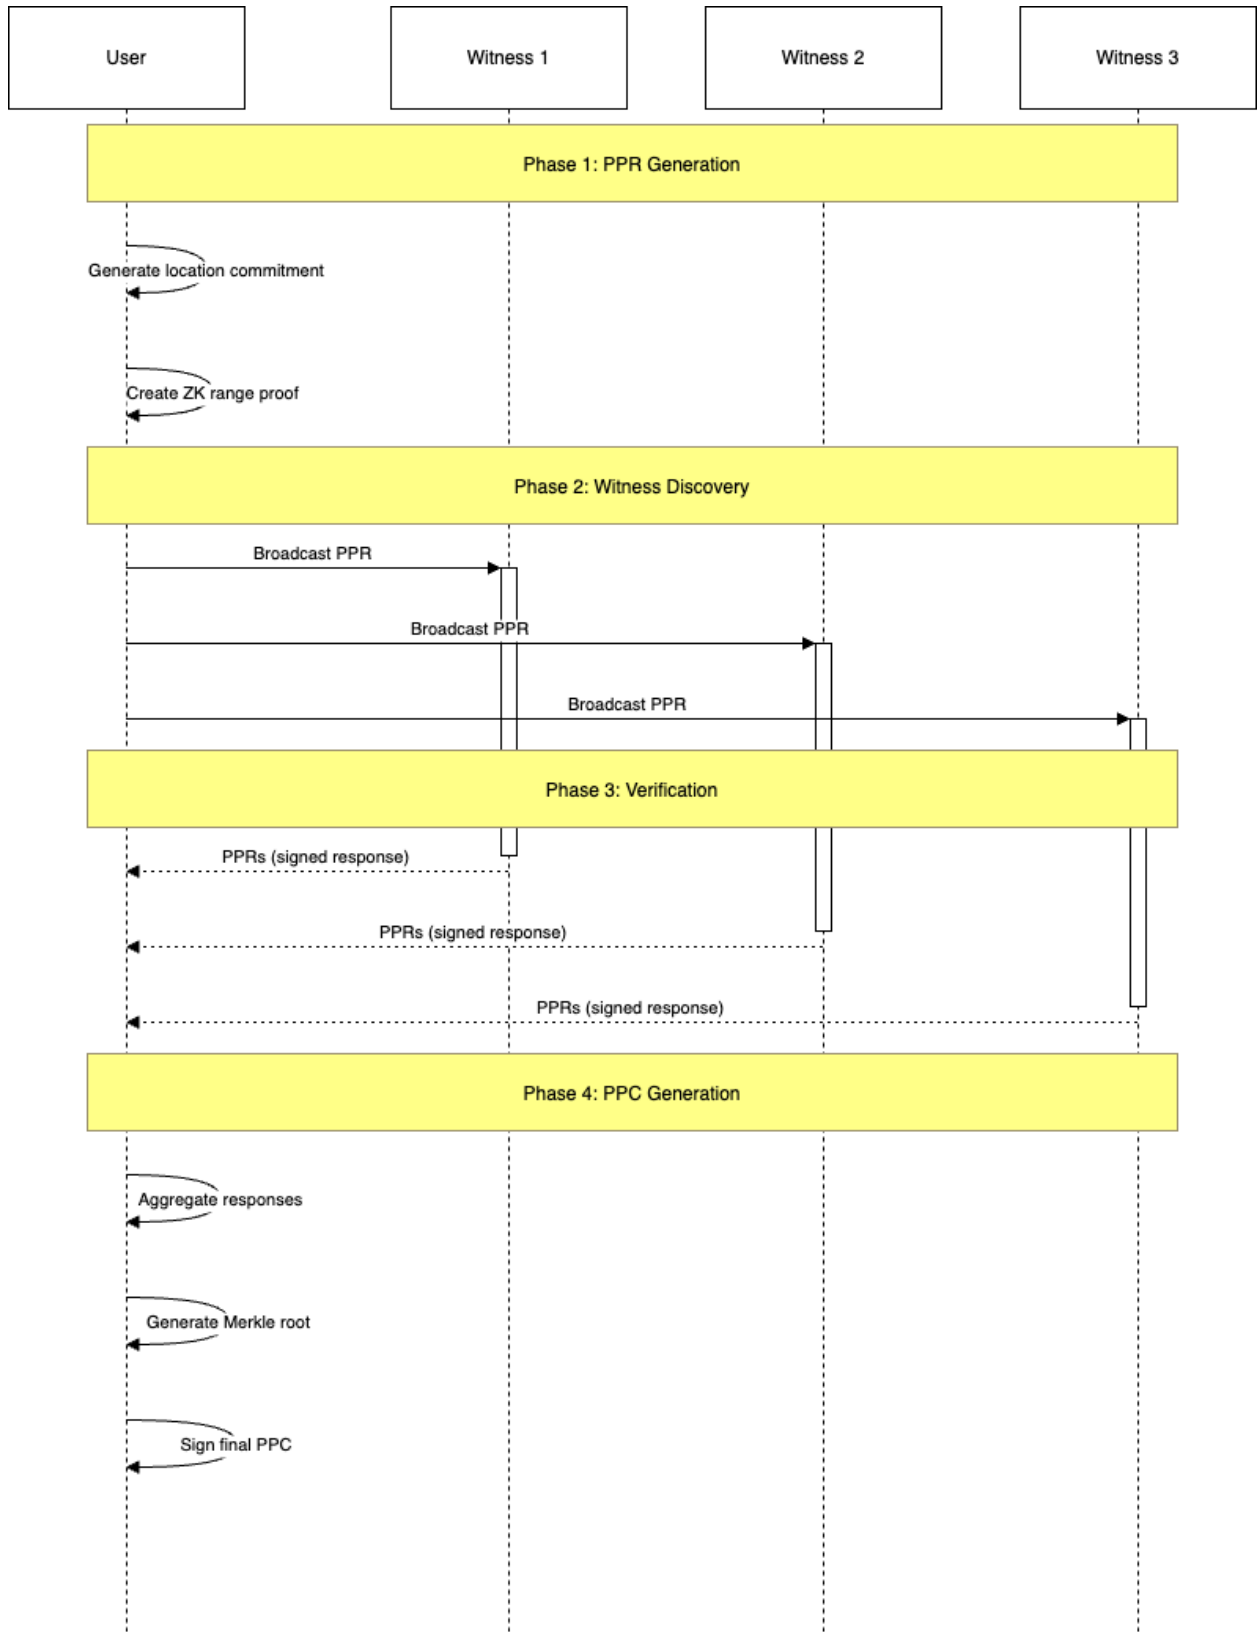 User
Witness 1
Witness 2
Witness 3
Phase 1: PPR Generation
Generate location commitment
Create ZK range proof
Phase 2: Witness Discovery
Broadcast PPR
Broadcast PPR
Broadcast PPR
Phase 3: Verification
PPRs (signed response)
PPRs (signed response)
PPRs (signed response)
Phase 4: PPC Generation
Aggregate responses
Generate Merkle root
Sign final PPC